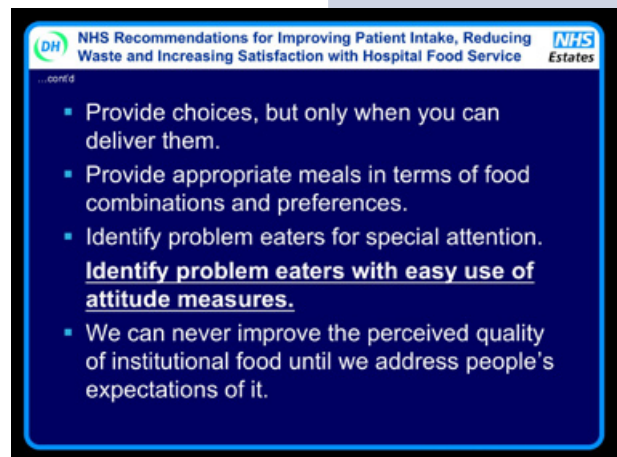 DH
NHS Recommendations for Improving Patient Intake, Reducing
Waste and Increasing Satisfaction with Hospital Food Service
NHS
Estates
...cont'd
Provide choices, but only when you can
deliver them.
Provide appropriate meals in terms of food
combinations and preferences.
Identify problem eaters for special attention.
Identify problem eaters with easy use of
attitude measures.
We can never improve the perceived quality
of institutional food until we address people's
expectations of it.